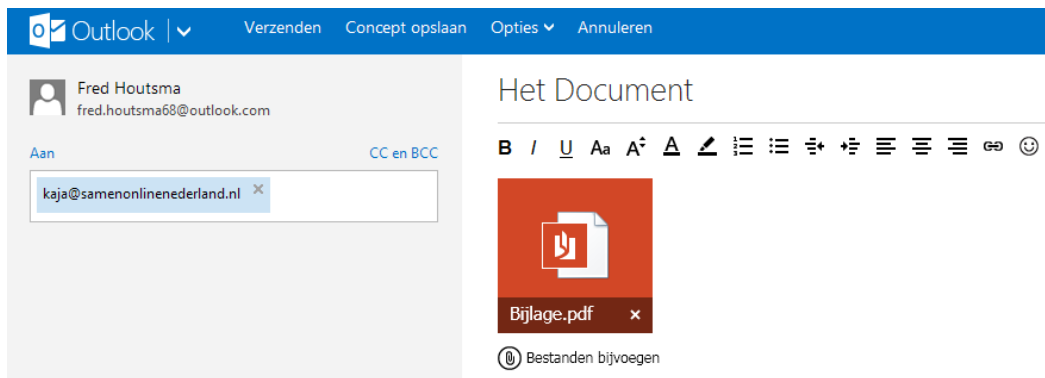 Outlook Verzenden Concept opslaan Opties Annuleren
Fred Houtsma
fred.houtsma68@outlook.com
Aan CC en BCC
kaja@samenonlinenederland.nl ×
Het Document
B I U Aa A A
Bijlage.pdf ×
Bestanden bijvoegen